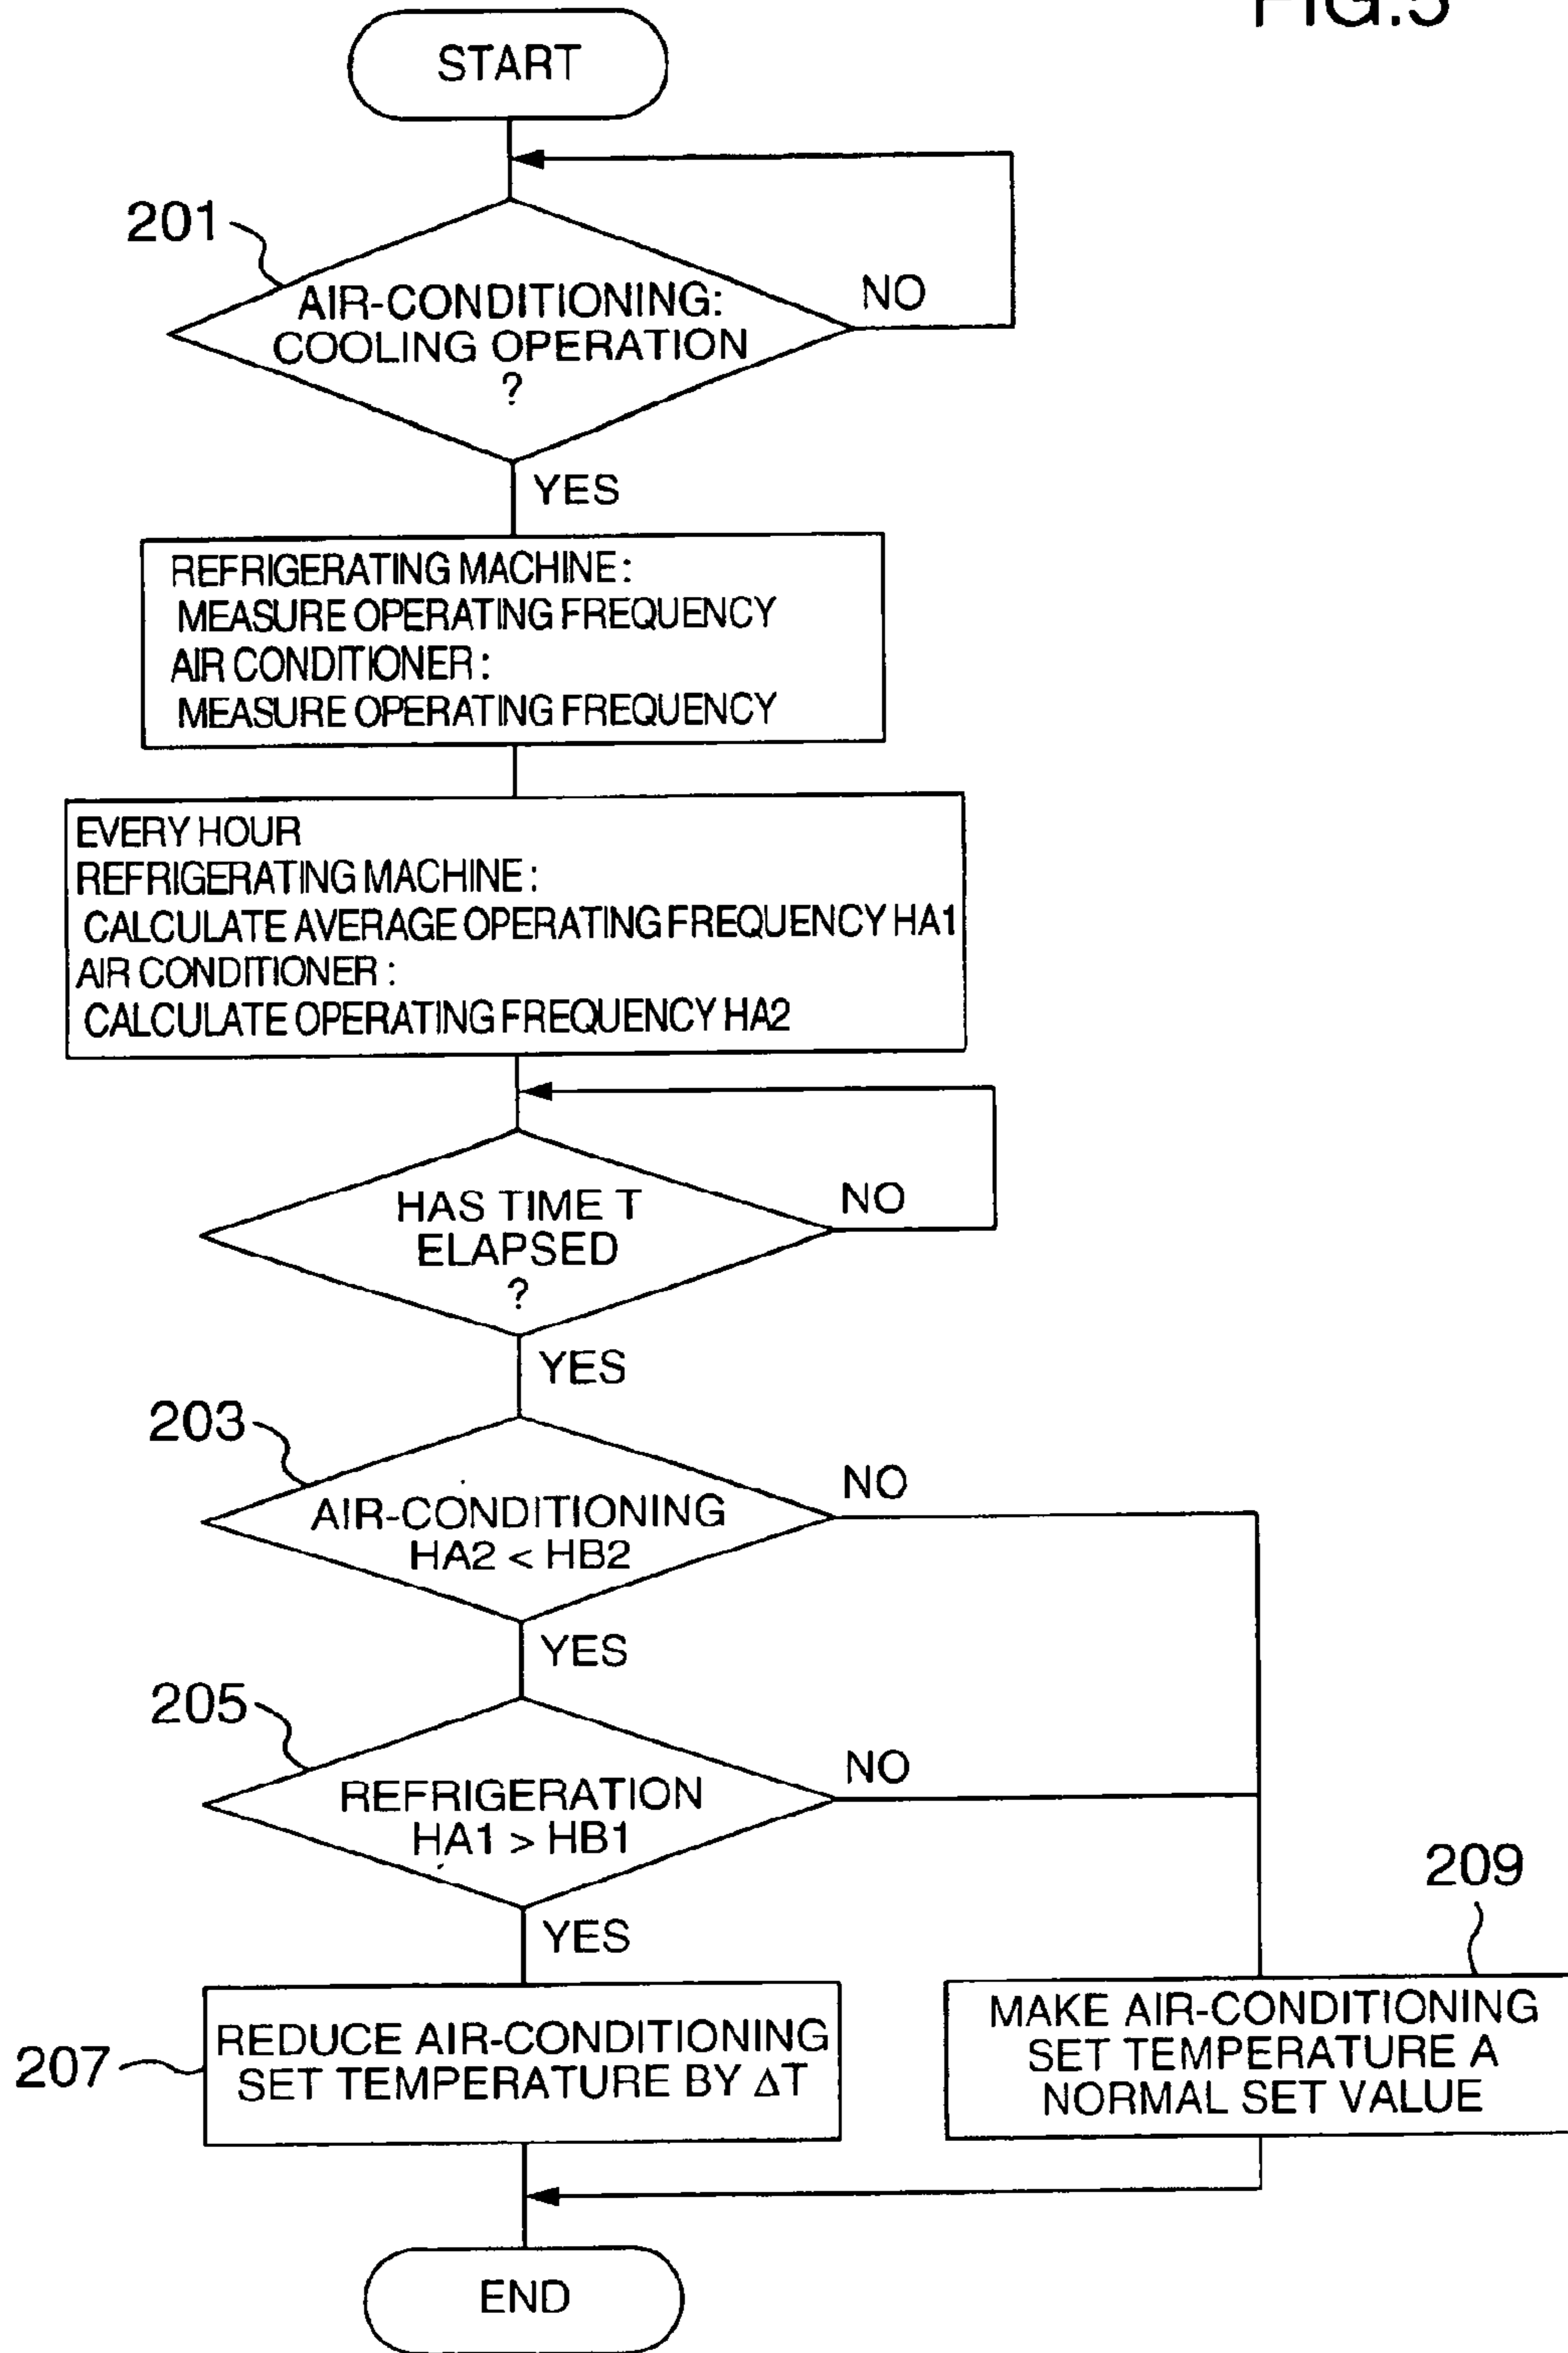 FIG.5
START
201
AIR-CONDITIONING:
COOLING OPERATION
?
NO
YES
REFRIGERATING MACHINE:
MEASURE OPERATING FREQUENCY
AIR CONDITIONER:
MEASURE OPERATING FREQUENCY
EVERY HOUR
REFRIGERATING MACHINE:
CALCULATE AVERAGE OPERATING FREQUENCY HA1
AIR CONDITIONER:
CALCULATE OPERATING FREQUENCY HA2
HAS TIME T
ELAPSED
?
NO
YES
203
AIR-CONDITIONING
HA2 < HB2
NO
YES
205
REFRIGERATION
HA1 > HB1
NO
YES
207
REDUCE AIR-CONDITIONING
SET TEMPERATURE BY ΔT
209
MAKE AIR-CONDITIONING
SET TEMPERATURE A
NORMAL SET VALUE
END